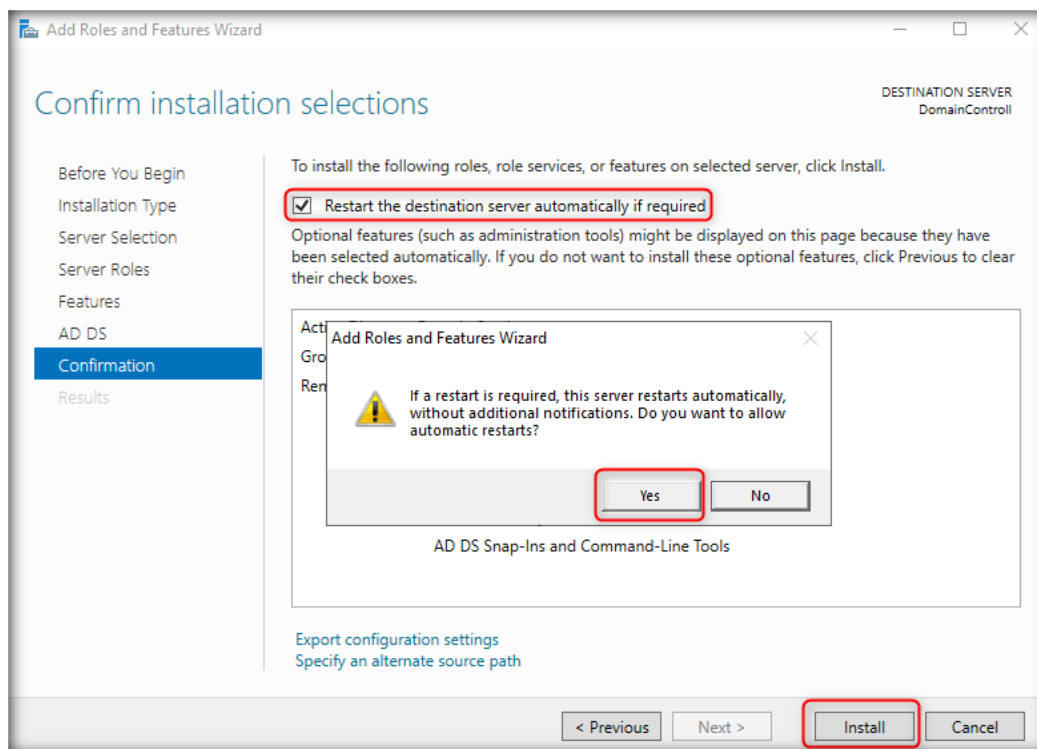 Add Roles and Features Wizard
Confirm installation selections
DESTINATION SERVER
DomainControll
Before You Begin
Installation Type
Server Selection
Server Roles
Features
AD DS
Confirmation
Results
To install the following roles, role services, or features on selected server, click Install.
Restart the destination server automatically if required
Optional features (such as administration tools) might be displayed on this page because they have
been selected automatically. If you do not want to install these optional features, click Previous to clear
their check boxes.
Add Roles and Features Wizard
If a restart is required, this server restarts automatically,
without additional notifications. Do you want to allow
automatic restarts?
Yes
No
AD DS Snap-Ins and Command-Line Tools
Export configuration settings
Specify an alternate source path
< Previous
Next >
Install
Cancel